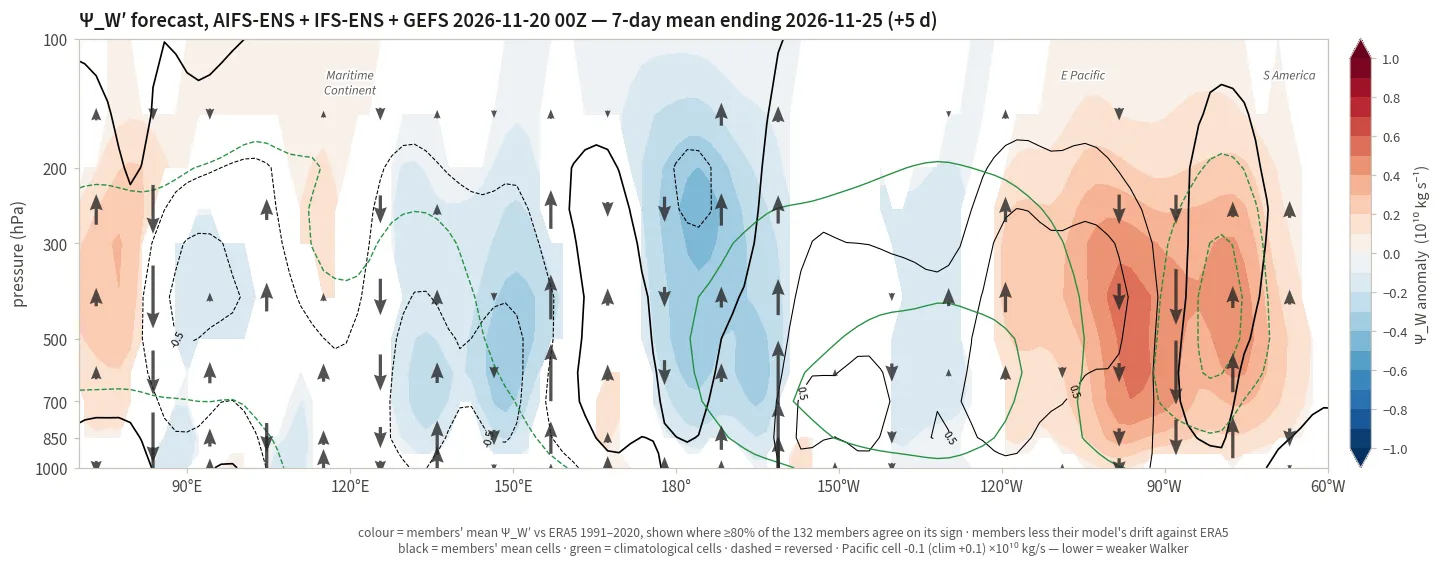 Ψ_W′ forecast, AIFS-ENS + IFS-ENS + GEFS 2026-11-20 00Z — 7-day mean ending 2026-11-25 (+5 d)
100
200
300
400
500
700
850
1000
pressure (hPa)
Maritime
Continent
E Pacific
S America
-0.5
0.5
0.5
0.5
90°E
120°E
150°E
180°
150°W
120°W
90°W
60°W
1.0
0.8
0.6
0.4
0.2
0.0
−0.2
−0.4
−0.6
−0.8
−1.0
Ψ_W anomaly (10¹⁰ kg s⁻¹)
colour = members' mean Ψ_W′ vs ERA5 1991–2020, shown where ≥80% of the 132 members agree on its sign · members less their model's drift against ERA5
black = members' mean cells · green = climatological cells · dashed = reversed · Pacific cell -0.1 (clim +0.1) ×10¹⁰ kg/s — lower = weaker Walker